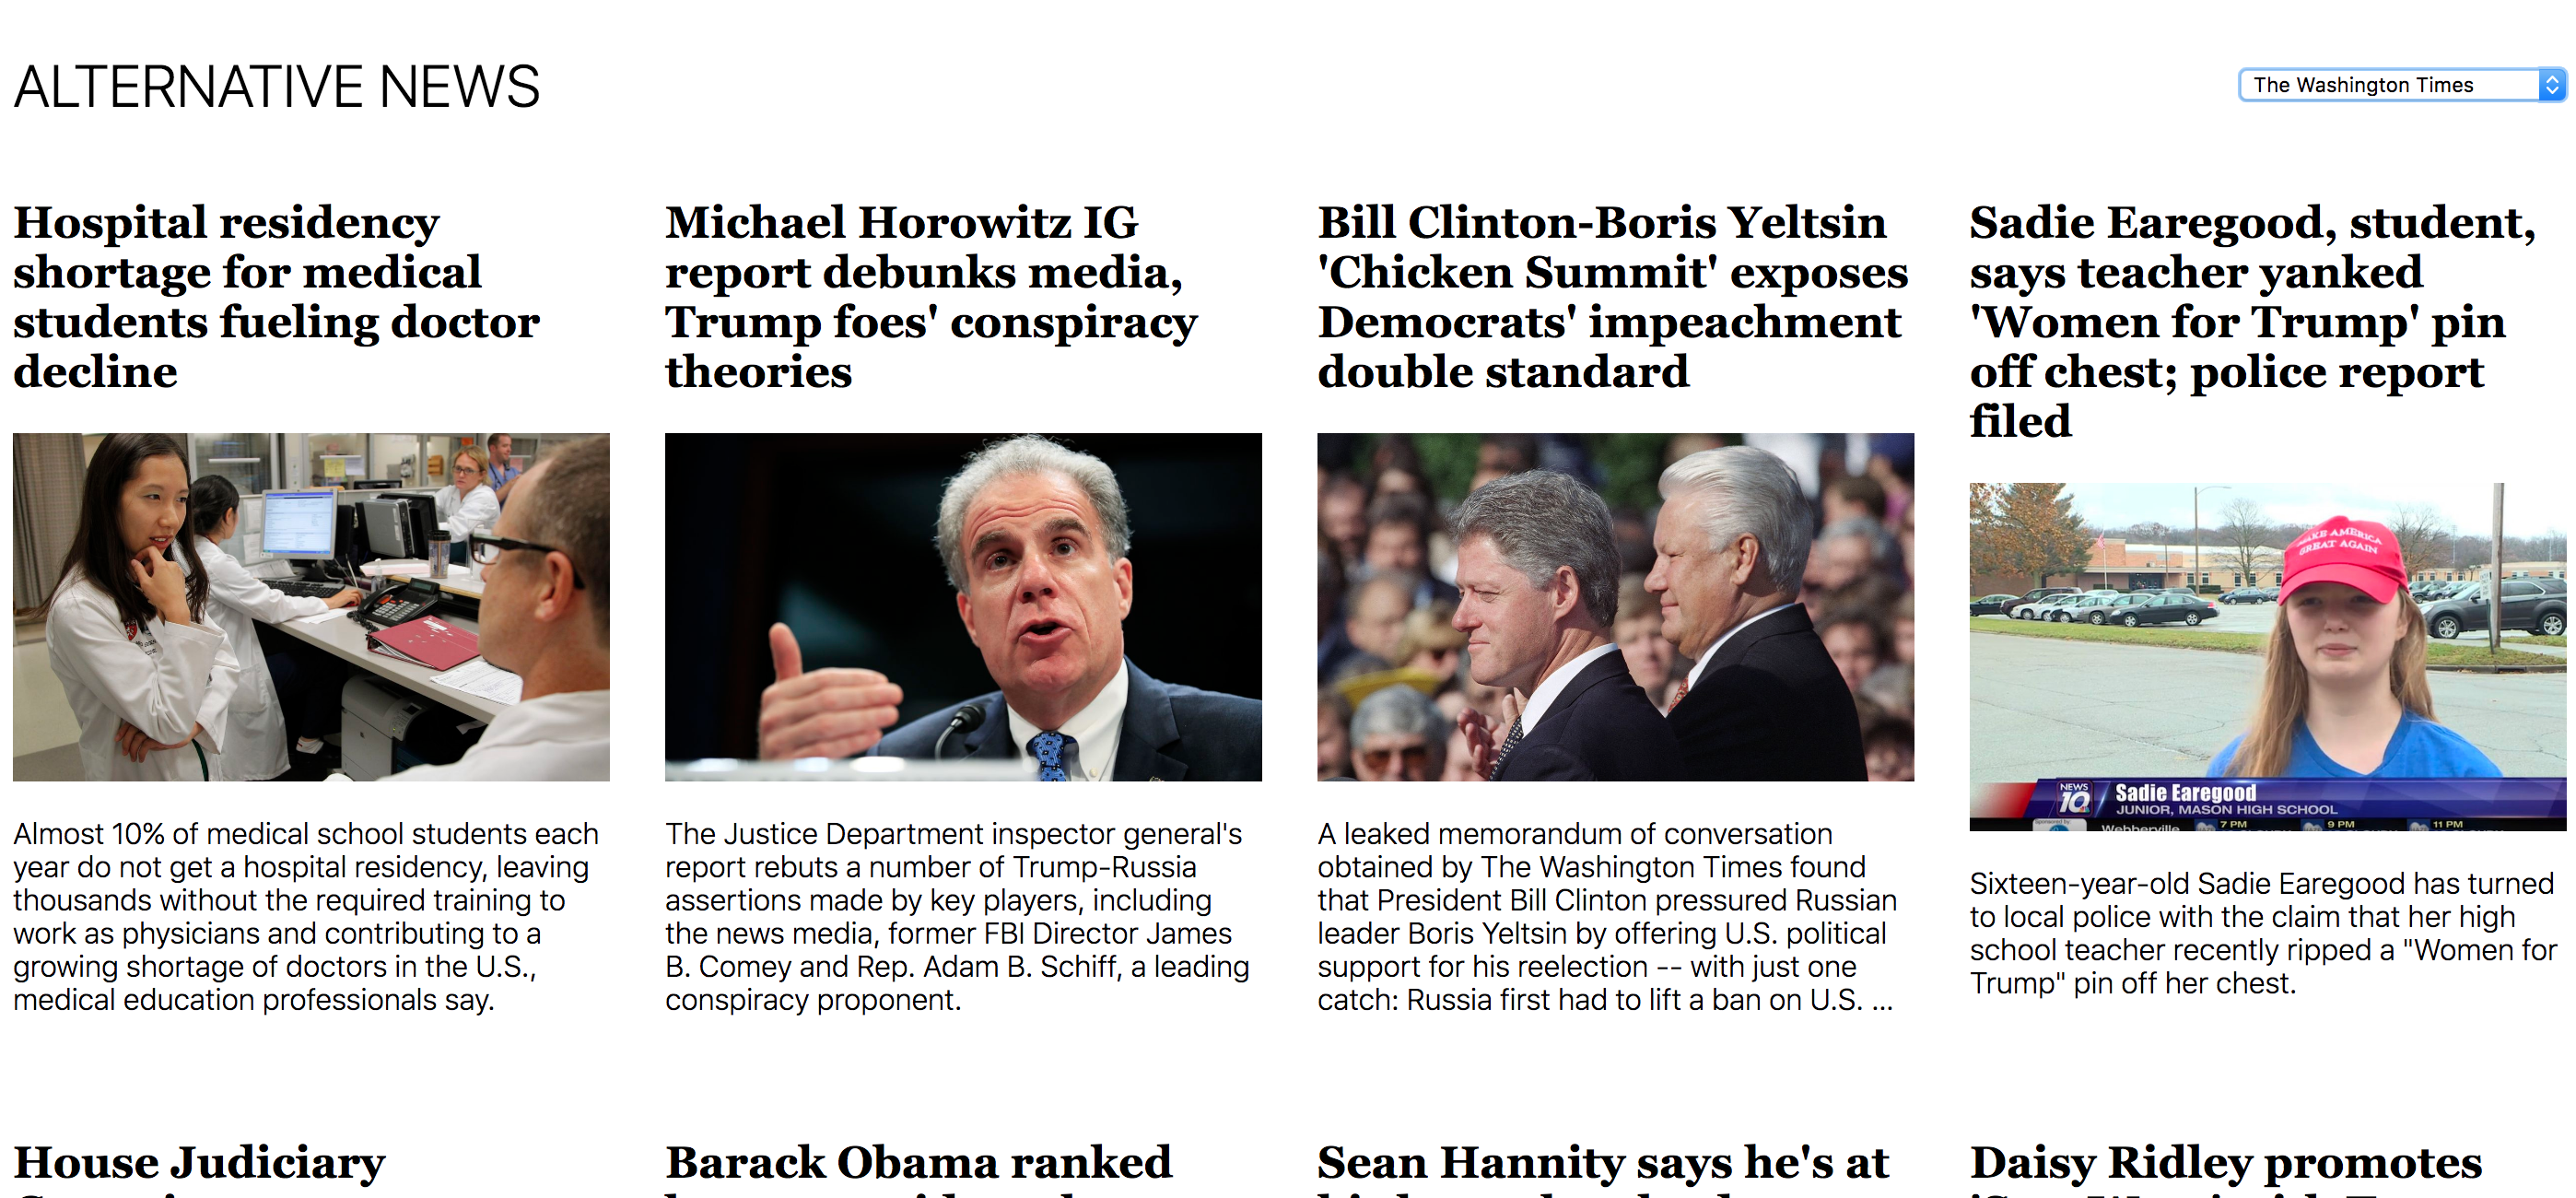 ALTERNATIVE NEWS
The Washington Times
Hospital residency
shortage for medical
students fueling doctor
decline
Almost 10% of medical school students each
year do not get a hospital residency, leaving
thousands without the required training to
work as physicians and contributing to a
growing shortage of doctors in the U.S.,
medical education professionals say.
Michael Horowitz IG
report debunks media,
Trump foes' conspiracy
theories
The Justice Department inspector general's
report rebuts a number of Trump-Russia
assertions made by key players, including
the news media, former FBI Director James
B. Comey and Rep. Adam B. Schiff, a leading
conspiracy proponent.
Bill Clinton-Boris Yeltsin
'Chicken Summit' exposes
Democrats' impeachment
double standard
A leaked memorandum of conversation
obtained by The Washington Times found
that President Bill Clinton pressured Russian
leader Boris Yeltsin by offering U.S. political
support for his reelection -- with just one
catch: Russia first had to lift a ban on U.S. ...
Sadie Earegood, student,
says teacher yanked
'Women for Trump' pin
off chest; police report
filed
MAKE AMERICA
GREAT AGAIN
NEWS
10
Sadie Earegood
JUNIOR, MASON HIGH SCHOOL
Sponsored by
Webberville
7 PM
9 PM
11 PM
Sixteen-year-old Sadie Earegood has turned
to local police with the claim that her high
school teacher recently ripped a "Women for
Trump" pin off her chest.
House Judiciary
Barack Obama ranked
Sean Hannity says he's at
Daisy Ridley promotes